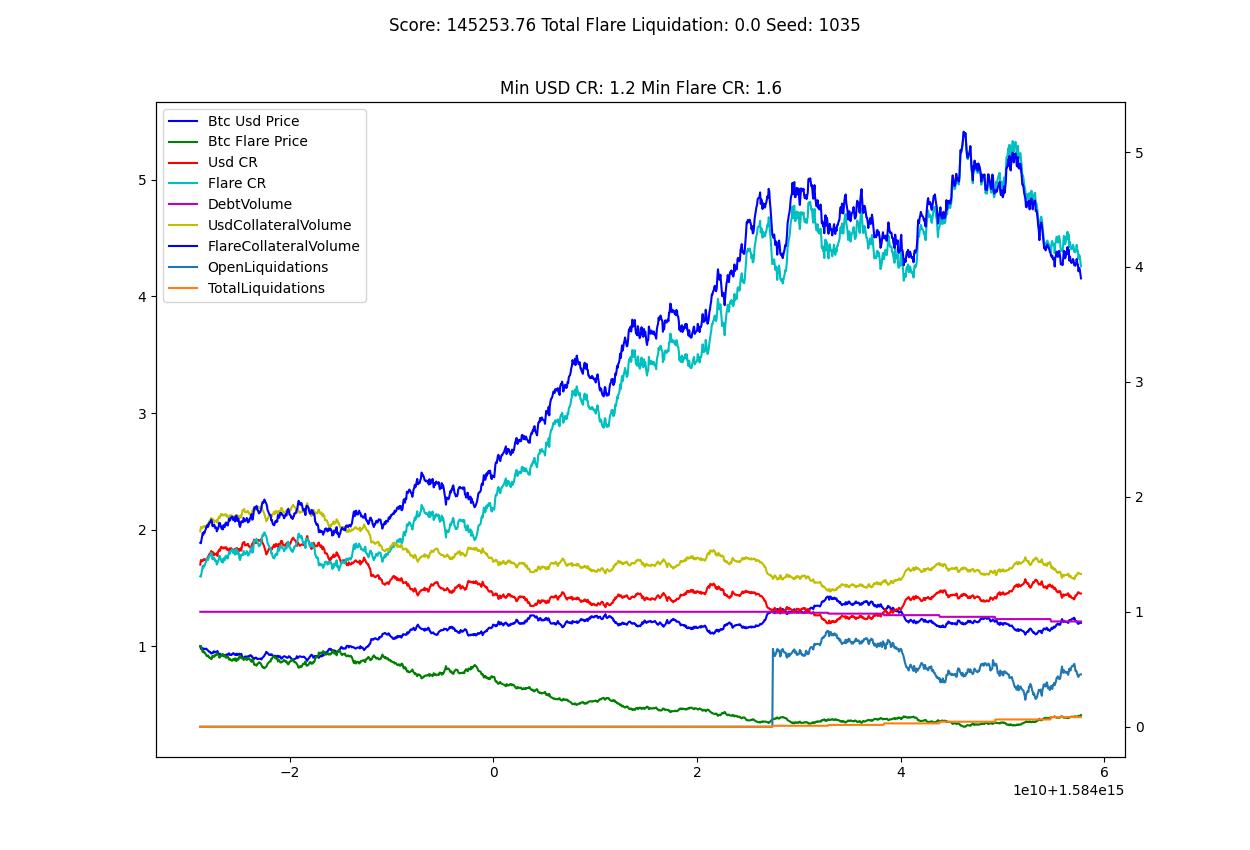 Score: 145253.76 Total Flare Liquidation: 0.0 Seed: 1035
Min USD CR: 1.2 Min Flare CR: 1.6
Btc Usd Price
Btc Flare Price
Usd CR
Flare CR
DebtVolume
UsdCollateralVolume
FlareCollateralVolume
OpenLiquidations
TotalLiquidations
5
4
3
2
1
5
4
3
2
1
0
−2
0
2
4
6
1e10+1.584e15